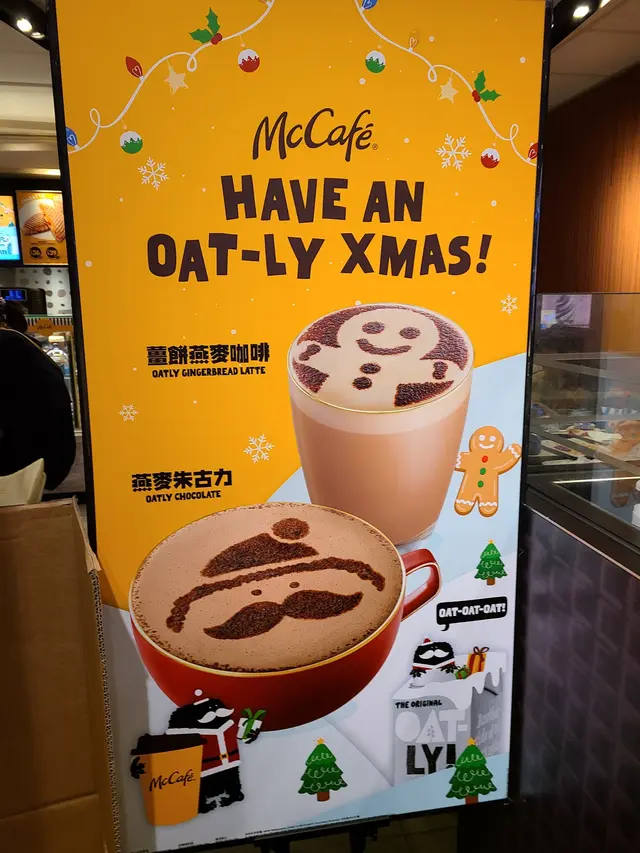 McCafé®
HAVE AN
OAT-LY XMAS!
薑餅燕麥咖啡
OATLY GINGERBREAD LATTE
燕麥朱古力
OATLY CHOCOLATE
OAT-OAT-OAT!
THE ORIGINAL
OAT-
LY!
McCafé